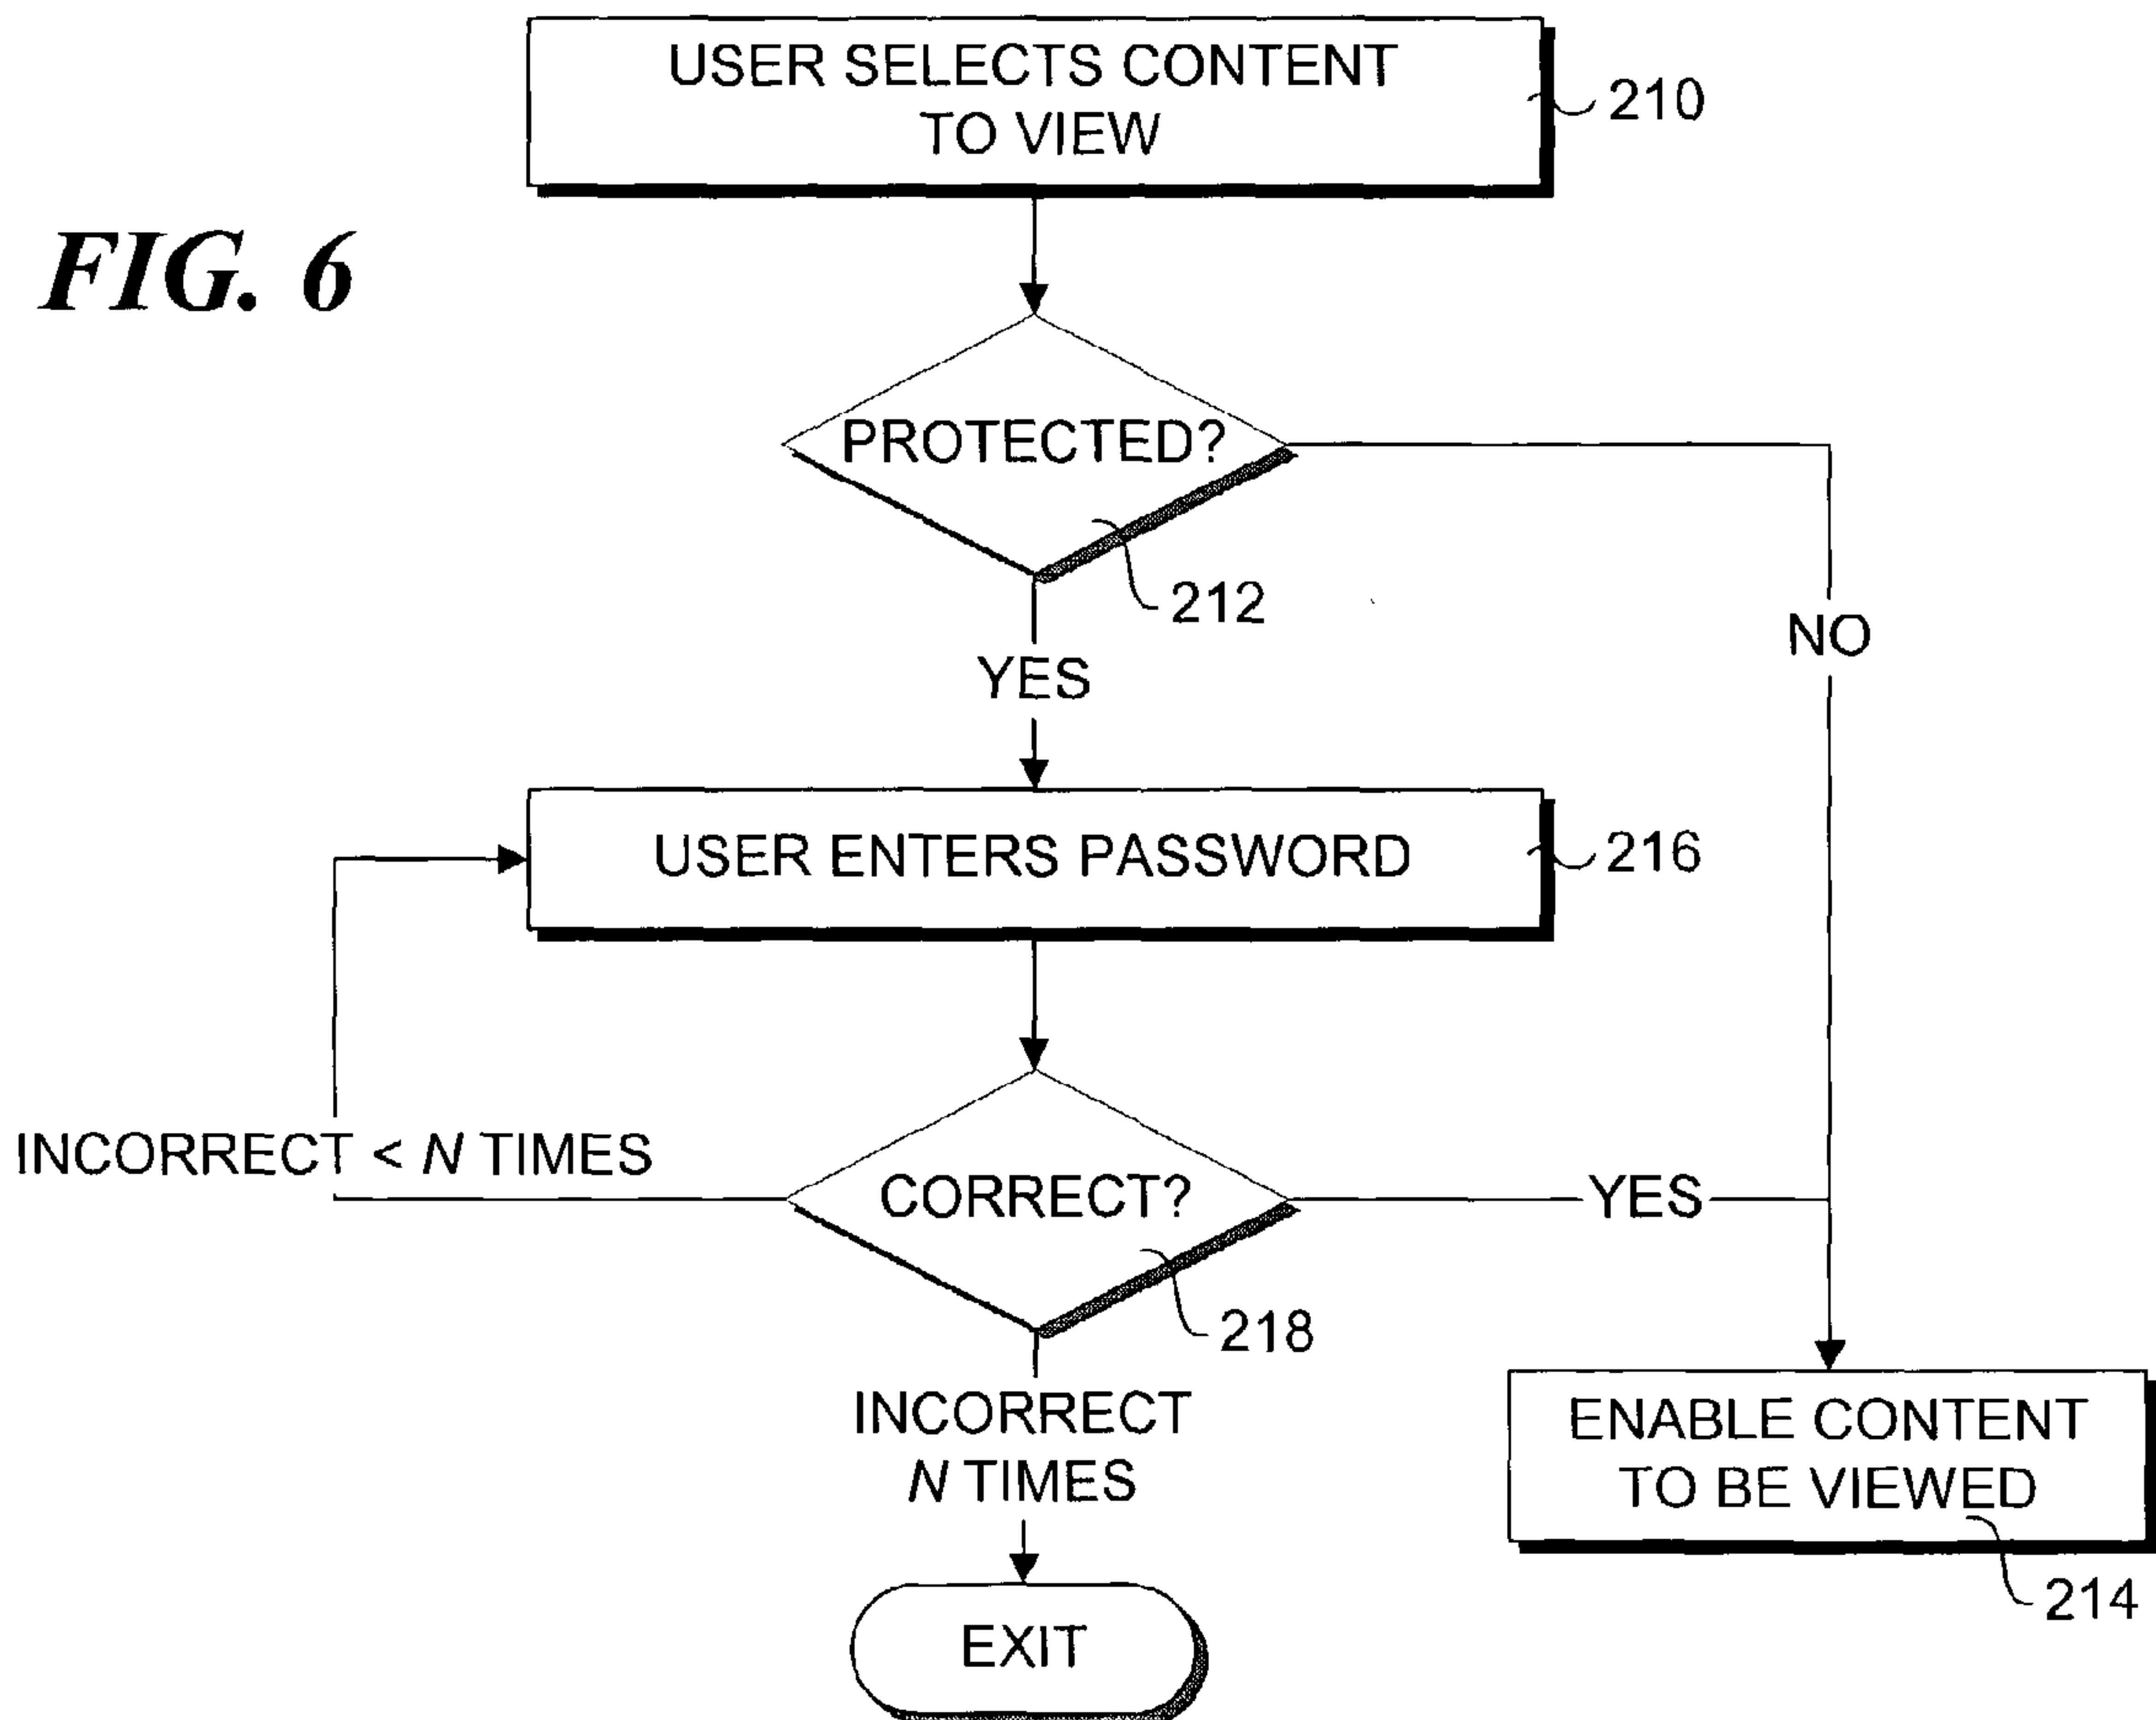 USER SELECTS CONTENT
TO VIEW
210
FIG. 6
PROTECTED?
212
NO
YES
USER ENTERS PASSWORD
216
INCORRECT < N TIMES
CORRECT?
YES
218
INCORRECT
N TIMES
ENABLE CONTENT
TO BE VIEWED
214
EXIT